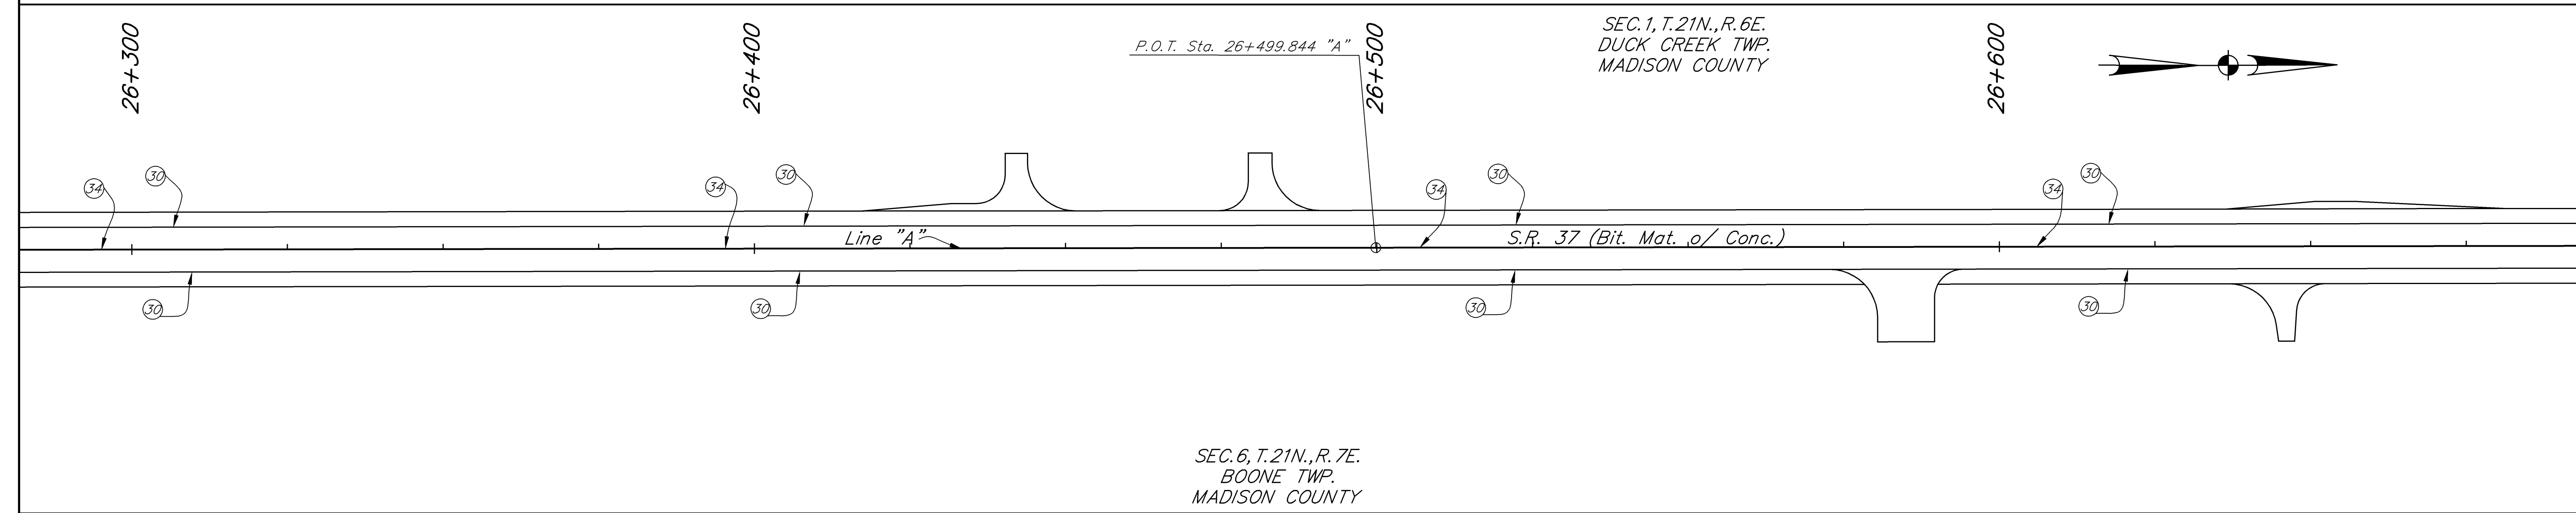 26+300
26+400
P.O.T. Sta. 26+499.844 "A"
26+500
SEC.1, T.21N., R.6E.
DUCK CREEK TWP.
MADISON COUNTY
26+600
34
30
34
30
34
30
34
30
Line "A"
S.R. 37 (Bit. Mat. o/ Conc.)
30
30
30
30
SEC.6, T.21N., R.7E.
BOONE TWP.
MADISON COUNTY